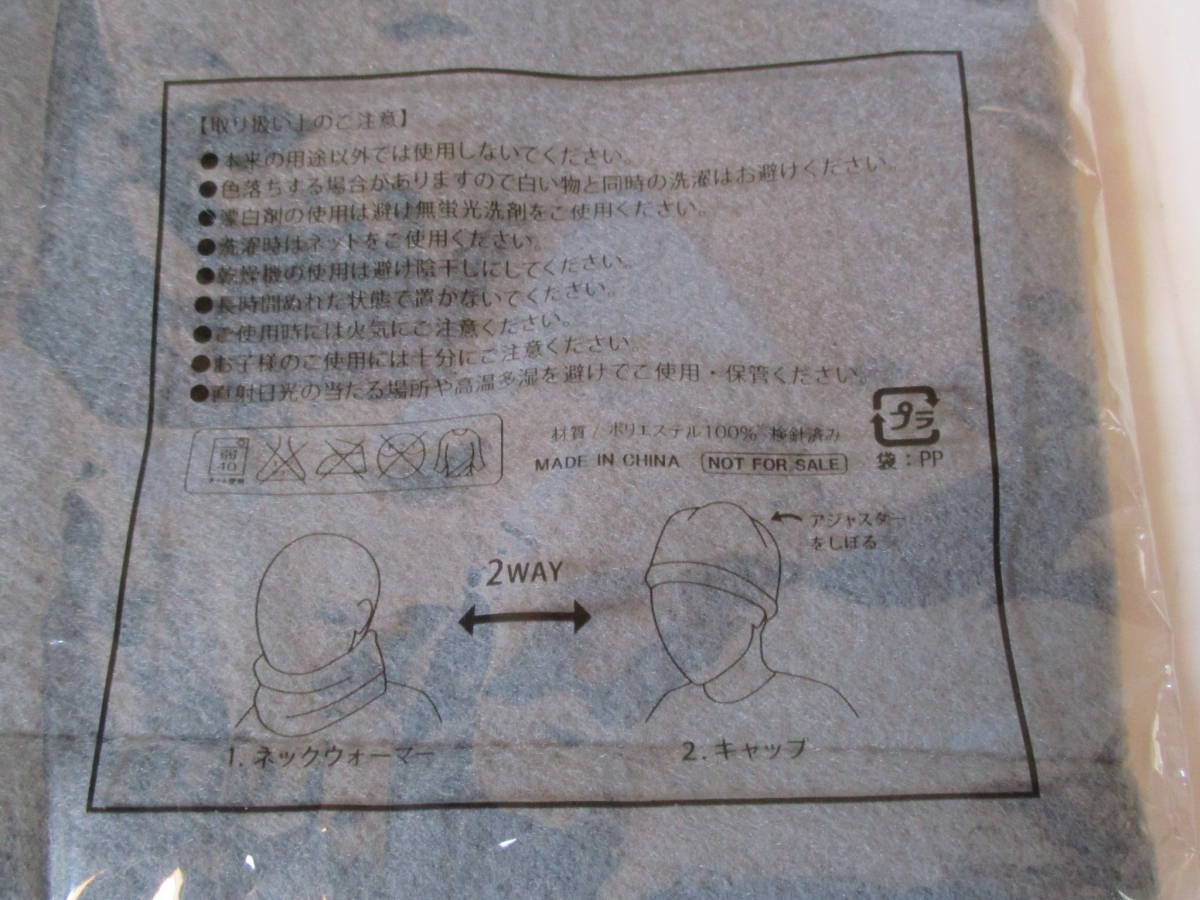 【取り扱い上のご注意】
●本来の用途以外では使用しないでください。
●色落ちする場合がありますので白い物と同時の洗濯はお避けください。
●漂白剤の使用は避け無蛍光洗剤をご使用ください。
●洗濯時はネットをご使用ください。
●乾燥機の使用は避け陰干しにしてください。
●長時間ぬれた状態で置かないでください。
●ご使用時には火気にご注意ください。
●お子様のご使用には十分にご注意ください。
●直射日光の当たる場所や高温多湿を避けてご使用・保管ください。
弱
40
ネット使用
材質/ポリエステル100% 検針済み
MADE IN CHINA NOT FOR SALE
プラ
袋:PP
アジャスター
をしぼる
2WAY
1.ネックウォーマー
2.キャップ